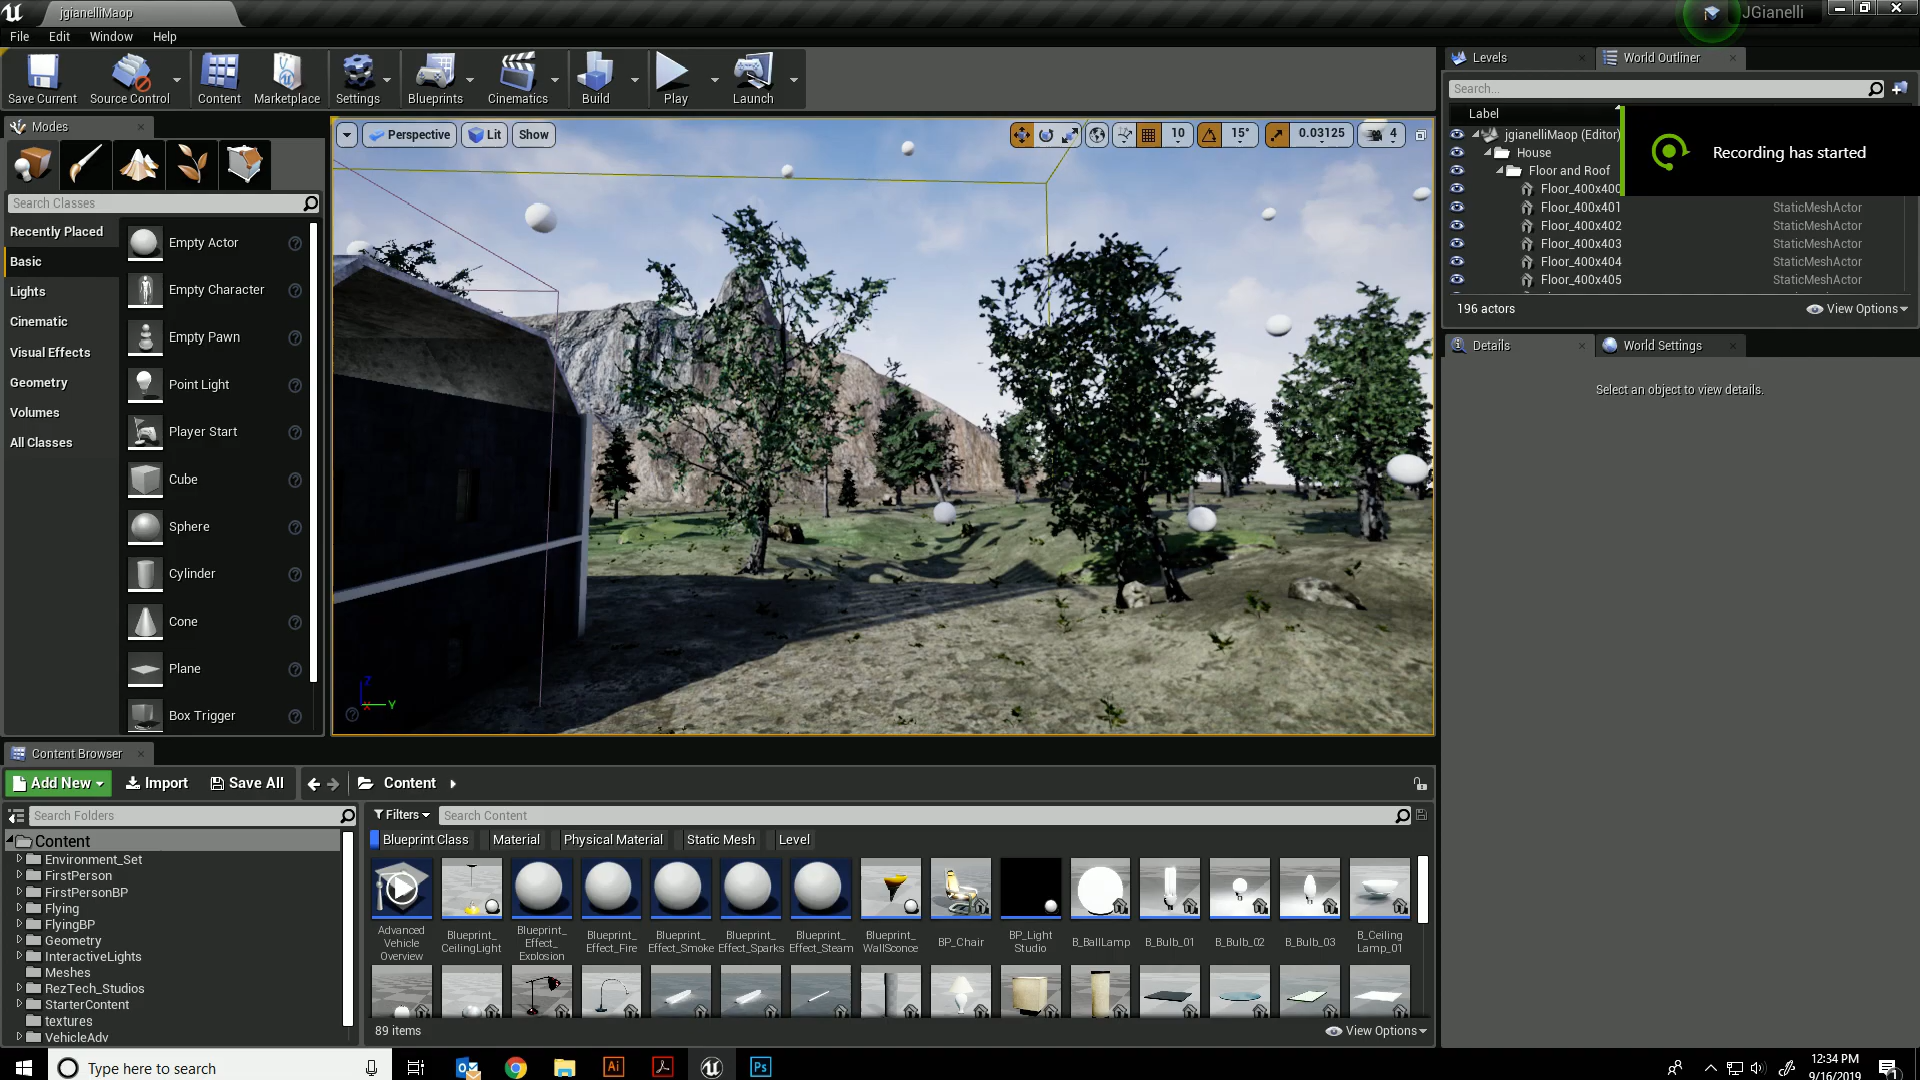 jgianelliMaop
JGianelli
File Edit Window Help
Save Current
Source Control
Content
Marketplace
Settings
Blueprints
Cinematics
Build
Play
Launch
Levels
World Outliner
Search...
Label
jgianelliMaop (Editor)
House
Floor and Roof
Floor_400x400
Floor_400x401 StaticMeshActor
Floor_400x402 StaticMeshActor
Floor_400x403 StaticMeshActor
Floor_400x404 StaticMeshActor
Floor_400x405 StaticMeshActor
196 actors
View Options
Recording has started
Details
World Settings
Select an object to view details.
Modes
Search Classes
Recently Placed
Basic
Lights
Cinematic
Visual Effects
Geometry
Volumes
All Classes
Empty Actor
Empty Character
Empty Pawn
Point Light
Player Start
Cube
Sphere
Cylinder
Cone
Plane
Box Trigger
Perspective
Lit
Show
10
15°
0.03125
4
Z
X
Y
Content Browser
Add New
Import
Save All
Content
Search Folders
Filters
Search Content
Content
Environment_Set
FirstPerson
FirstPersonBP
Flying
FlyingBP
Geometry
InteractiveLights
Meshes
RezTech_Studios
StarterContent
textures
VehicleAdv
Blueprint Class
Material
Physical Material
Static Mesh
Level
Advanced
Vehicle
Overview
Blueprint_
CeilingLight
Blueprint_
Effect_
Explosion
Blueprint_
Effect_Fire
Blueprint_
Effect_Smoke
Blueprint_
Effect_Sparks
Blueprint_
Effect_Steam
Blueprint_
WallSconce
BP_Chair
BP_Light
Studio
B_BallLamp
B_Bulb_01
B_Bulb_02
B_Bulb_03
B_Ceiling
Lamp_01
89 items
View Options
Type here to search
Ai
Ps
12:34 PM
9/16/2019
1